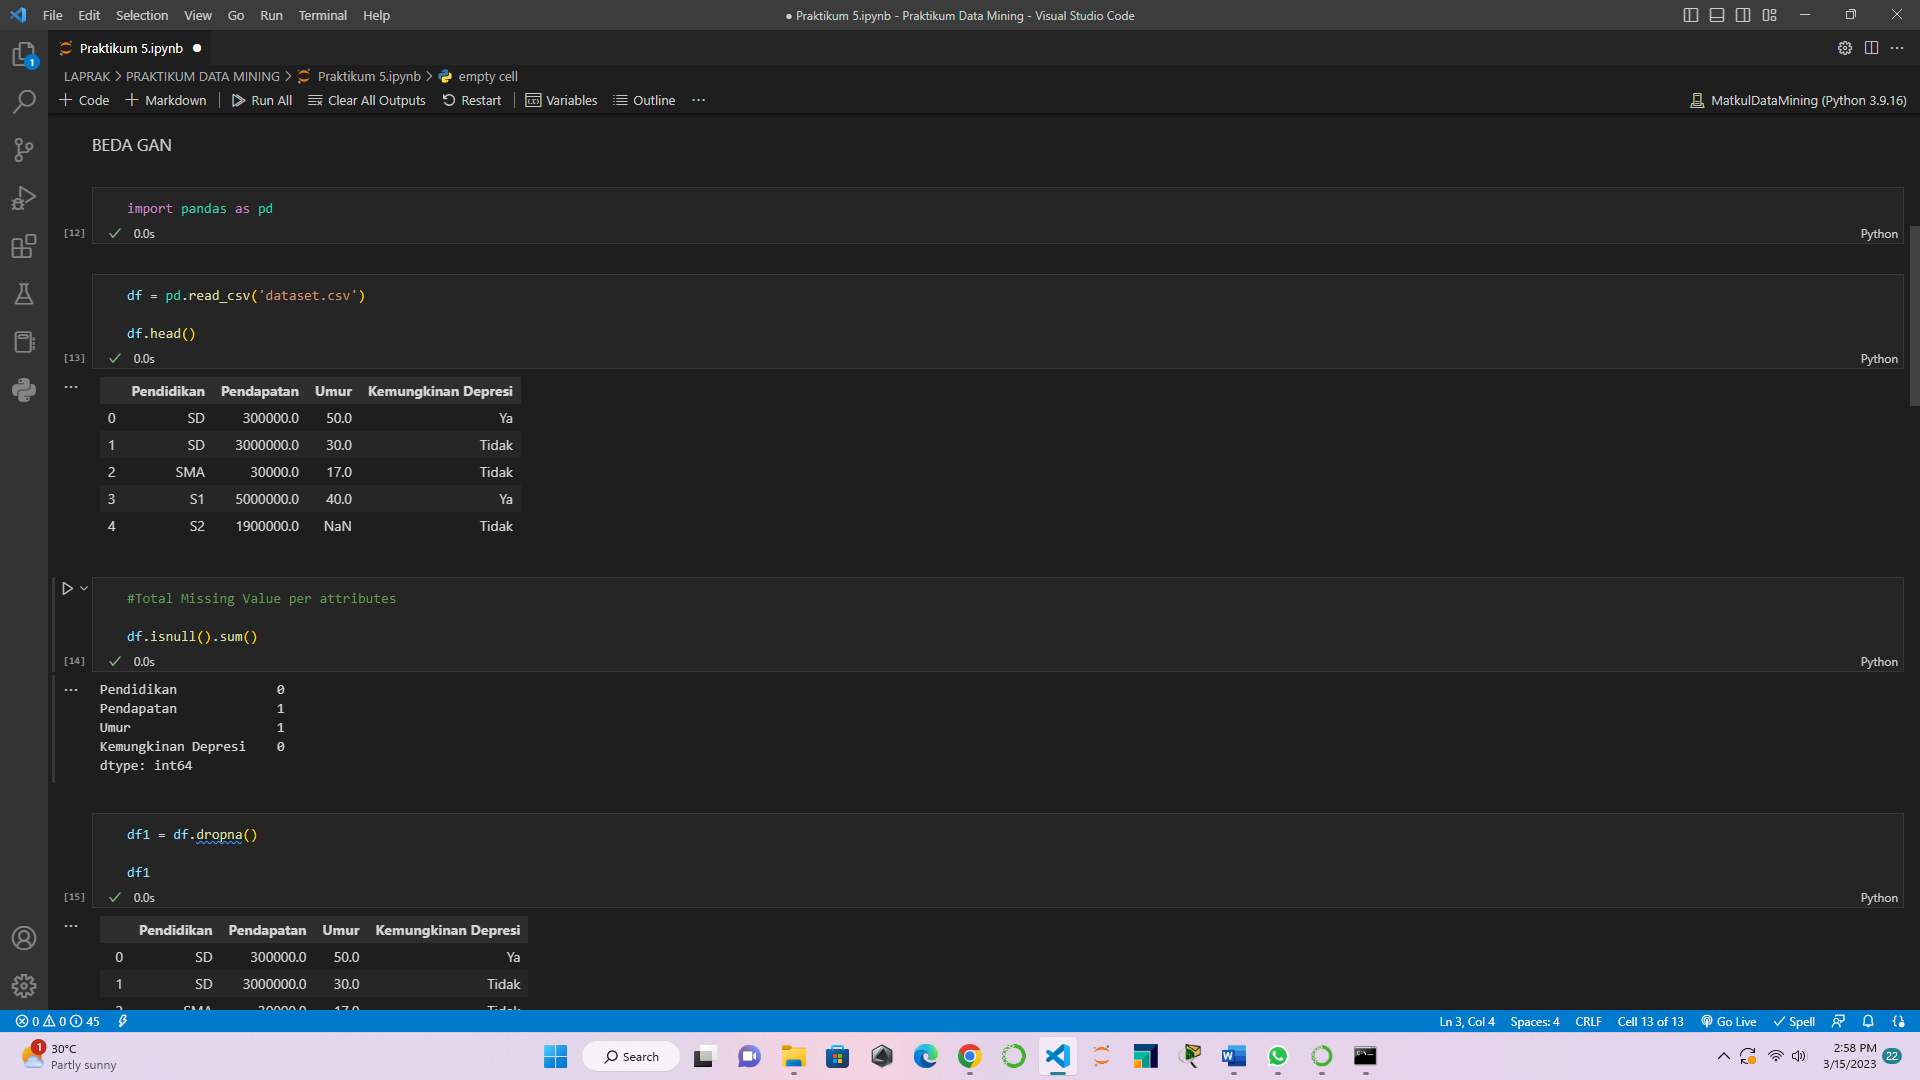 File Edit Selection View Go Run Terminal Help
● Praktikum 5.ipynb - Praktikum Data Mining - Visual Studio Code
Praktikum 5.ipynb ●
LAPRAK > PRAKTIKUM DATA MINING > Praktikum 5.ipynb > empty cell
+ Code + Markdown Run All Clear All Outputs Restart Variables Outline ...
MatkulDataMining (Python 3.9.16)
1
BEDA GAN
import pandas as pd
[12] 0.0s Python
df = pd.read_csv('dataset.csv')
df.head()
[13] 0.0s Python
Pendidikan Pendapatan Umur Kemungkinan Depresi
0 SD 300000.0 50.0 Ya
1 SD 3000000.0 30.0 Tidak
2 SMA 30000.0 17.0 Tidak
3 S1 5000000.0 40.0 Ya
4 S2 1900000.0 NaN Tidak
#Total Missing Value per attributes
df.isnull().sum()
[14] 0.0s Python
Pendidikan 0
Pendapatan 1
Umur 1
Kemungkinan Depresi 0
dtype: int64
df1 = df.dropna()
df1
[15] 0.0s Python
Pendidikan Pendapatan Umur Kemungkinan Depresi
0 SD 300000.0 50.0 Ya
1 SD 3000000.0 30.0 Tidak
2 SMA 30000.0 17.0 Tidak
0 0 45 Ln 3, Col 4 Spaces: 4 CRLF Cell 13 of 13 Go Live Spell
1 30°C
Partly sunny
Search
2:58 PM
3/15/2023
22